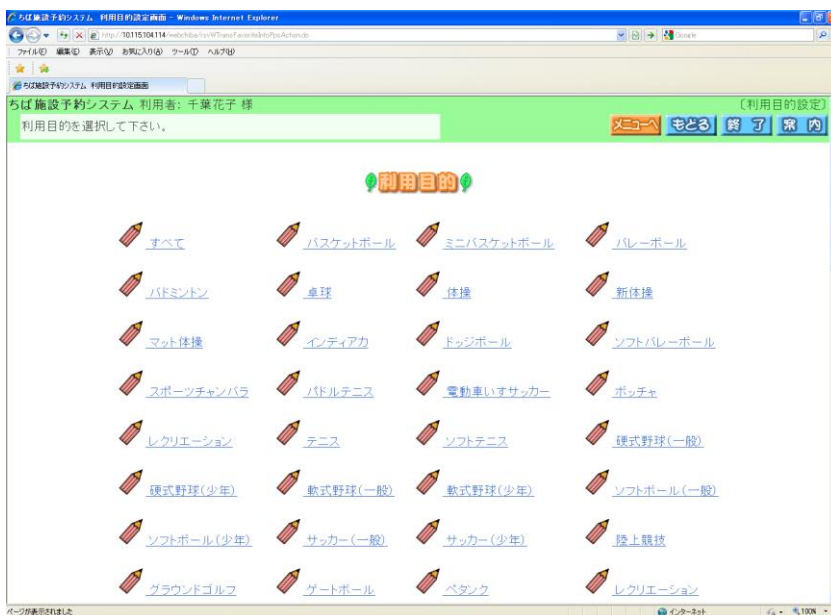 ちば施設予約システム 利用目的設定画面 - Windows Internet Explorer
http://10.115.104.114/webchiba/rsvWTransFavoriteIntoPpsAction.do
Google
ファイル(F) 編集(E) 表示(V) お気に入り(A) ツール(T) ヘルプ(H)
ちば施設予約システム 利用目的設定画面
ちば施設予約システム 利用者: 千葉花子 様 〔利用目的設定〕
利用目的を選択して下さい。 メニューへ もどる 終了 案内
利用目的
すべて バスケットボール ミニバスケットボール バレーボール
バドミントン 卓球 体操 新体操
マット体操 インディアカ ドッジボール ソフトバレーボール
スポーツチャンバラ パドルテニス 電動車いすサッカー ボッチャ
レクリエーション テニス ソフトテニス 硬式野球(一般)
硬式野球(少年) 軟式野球(一般) 軟式野球(少年) ソフトボール(一般)
ソフトボール(少年) サッカー(一般) サッカー(少年) 陸上競技
グラウンドゴルフ ゲートボール ペタンク レクリエーション
ページが表示されました インターネット 100%